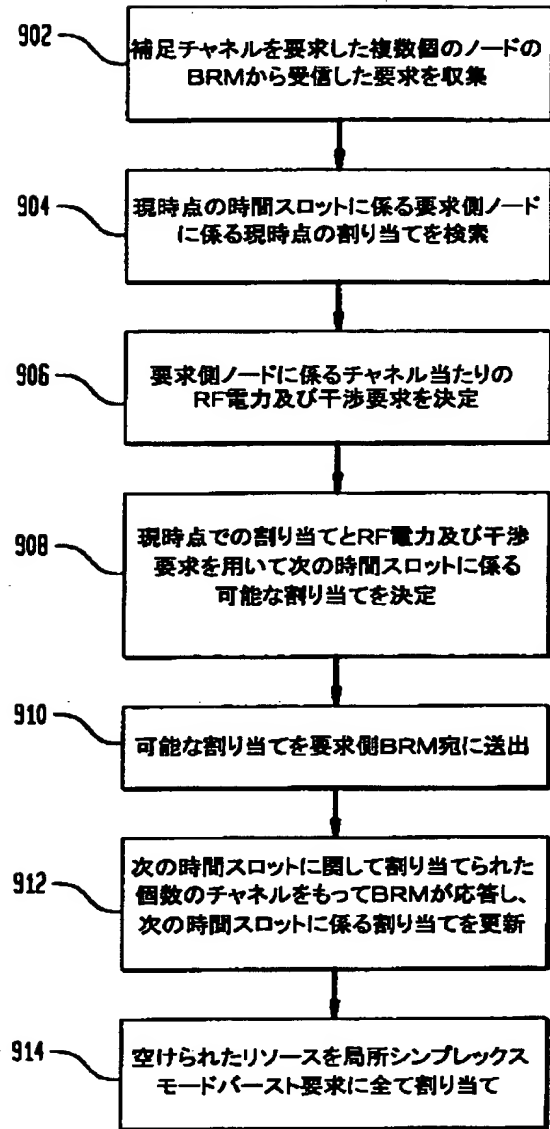 902
補足チャネルを要求した複数個のノードの
BRMから受信した要求を収集
904
現時点の時間スロットに係る要求側ノード
に係る現時点の割り当てを検索
906
要求側ノードに係るチャネル当たりの
RF電力及び干渉要求を決定
908
現時点での割り当てとRF電力及び干渉
要求を用いて次の時間スロットに係る
可能な割り当てを決定
910
可能な割り当てを要求側BRM宛に送出
912
次の時間スロットに関して割り当てられた
個数のチャネルをもってBRMが応答し、
次の時間スロットに係る割り当てを更新
914
空けられたリソースを局所シンプレックス
モードバースト要求に全て割り当て